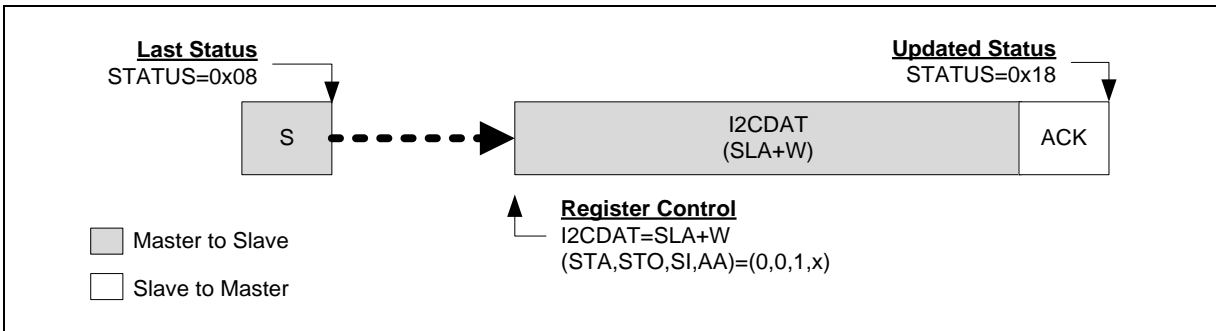 Last Status
STATUS=0x08
Updated Status
STATUS=0x18
S
I2CDAT
(SLA+W)
ACK
Register Control
I2CDAT=SLA+W
(STA,STO,SI,AA)=(0,0,1,x)
Master to Slave
Slave to Master